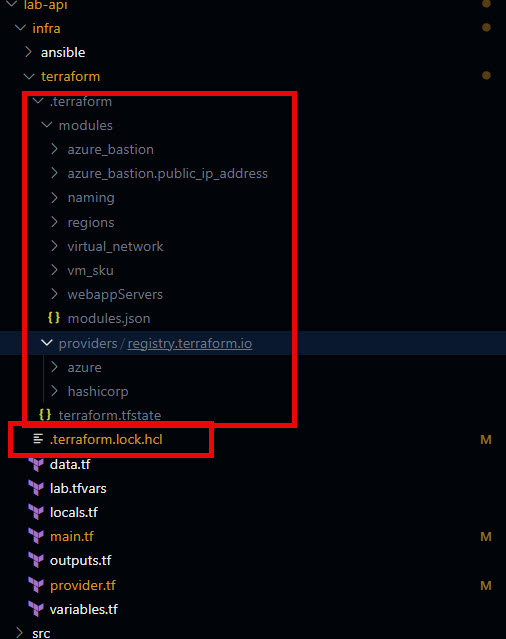 lab-api
infra
ansible
terraform
.terraform
modules
azure_bastion
azure_bastion.public_ip_address
naming
regions
virtual_network
vm_sku
webappServers
{} modules.json
providers / registry.terraform.io
azure
hashicorp
{} terraform.tfstate
.terraform.lock.hcl M
data.tf
lab.tfvars
locals.tf
main.tf M
outputs.tf
provider.tf M
variables.tf
src